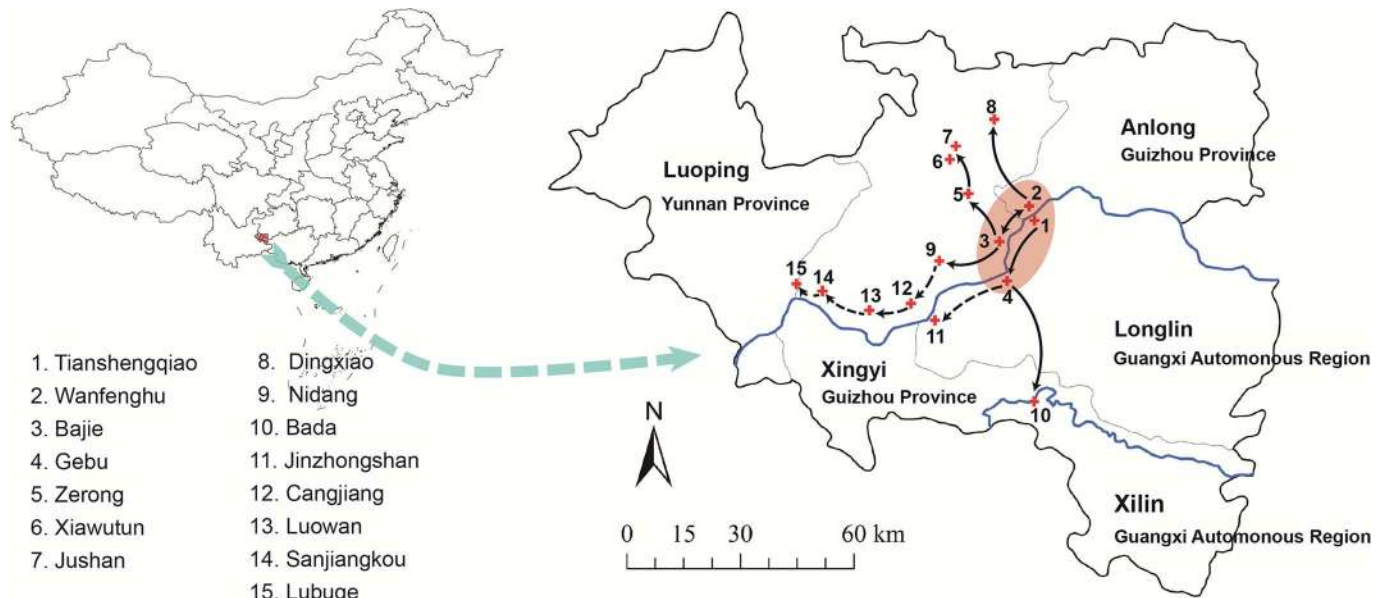 1. Tianshengqiao
2. Wanfenghu
3. Bajie
4. Gebu
5. Zerong
6. Xiawutun
7. Jushan
8. Dingxiao
9. Nidang
10. Bada
11. Jinzhongshan
12. Cangjiang
13. Luowan
14. Sanjiangkou
15. Lubuge
Luoping
Yunnan Province
Anlong
Guizhou Province
Xingyi
Guizhou Province
Longlin
Guangxi Automonous Region
Xilin
Guangxi Automonous Region
8
7
6
5
2
1
3
9
4
15
14
13
12
11
10
N
0 15 30 60 km